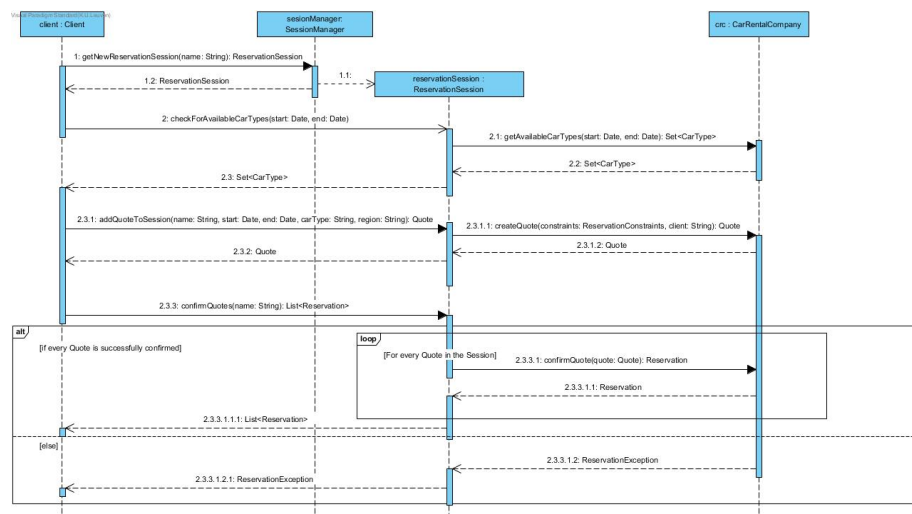 Visual Paradigm Standard(KU Leuven)
client : Client
sesionManager:
SessionManager
crc : CarRentalCompany
1: getNewReservationSession(name: String): ReservationSession
1.1:
reservationSession :
ReservationSession
1.2: ReservationSession
2: checkForAvailableCarTypes(start: Date, end: Date)
2.1: getAvailableCarTypes(start: Date, end: Date): Set<CarType>
2.2: Set<CarType>
2.3: Set<CarType>
2.3.1: addQuoteToSession(name: String, start: Date, end: Date, carType: String, region: String): Quote
2.3.1.1: createQuote(constraints: ReservationConstraints, client: String): Quote
2.3.1.2: Quote
2.3.2: Quote
2.3.3: confirmQuotes(name: String): List<Reservation>
alt
[if every Quote is successfully confirmed]
loop
[For every Quote in the Session]
2.3.3.1: confirmQuote(quote: Quote): Reservation
2.3.3.1.1: Reservation
2.3.3.1.1.1: List<Reservation>
[else]
2.3.3.1.2: ReservationException
2.3.3.1.2.1: ReservationException